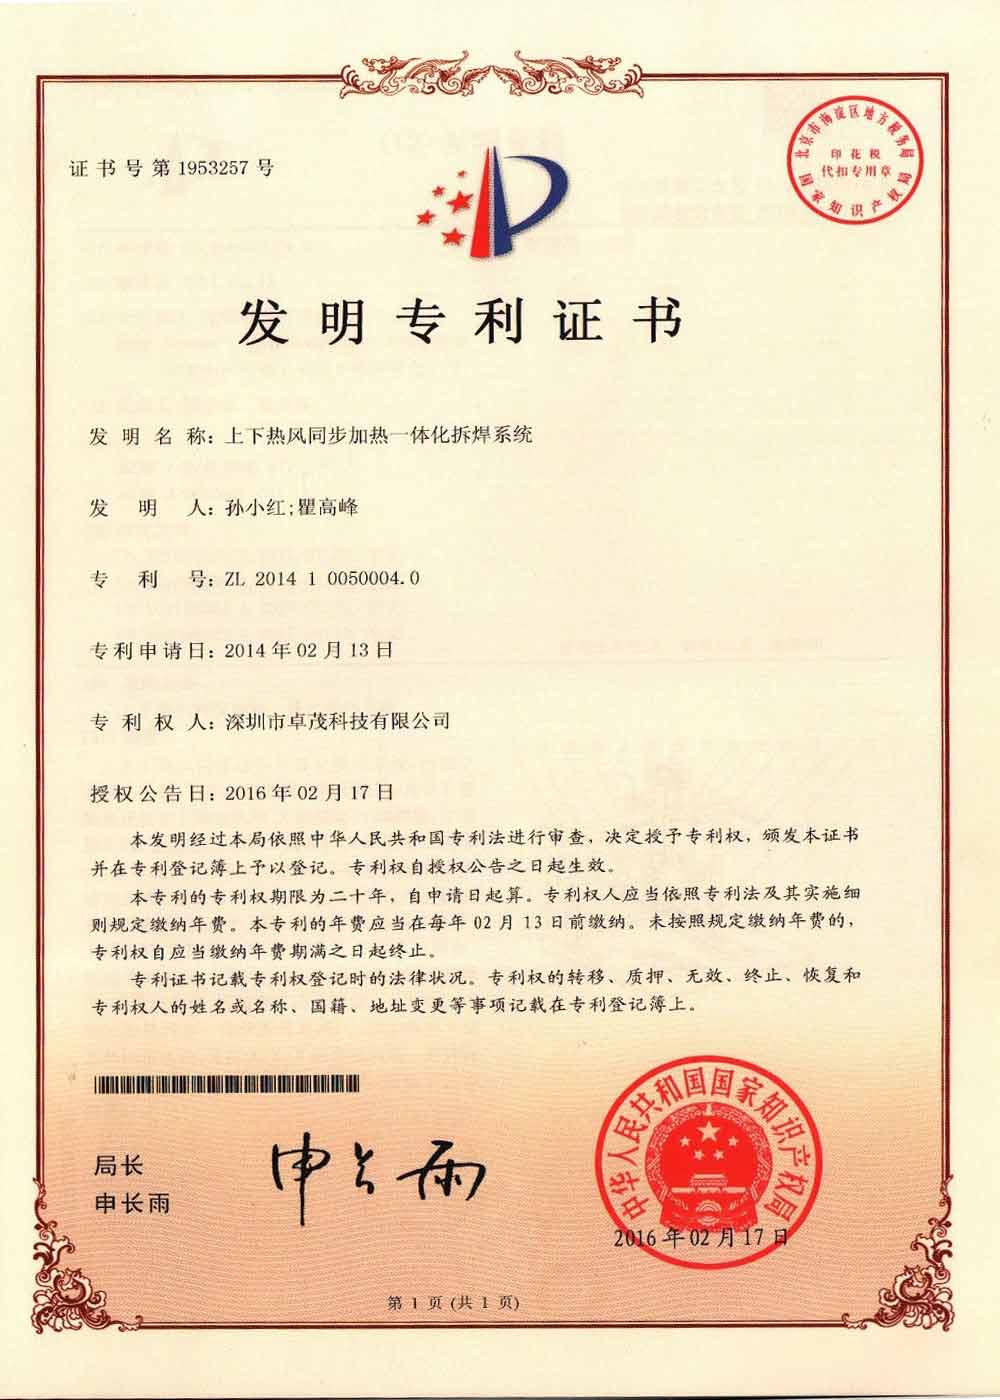 证书号第1953257号
北京市海淀区地方税务局
印花税
代扣专用章
国家知识产权局
发明专利证书
发明名称：上下热风同步加热一体化拆焊系统
发明人：孙小红;瞿高峰
专利号：ZL 2014 1 0050004.0
专利申请日：2014年02月13日
专利权人：深圳市卓茂科技有限公司
授权公告日：2016年02月17日
本发明经过本局依照中华人民共和国专利法进行审查，决定授予专利权，颁发本证书
并在专利登记簿上予以登记。专利权自授权公告之日起生效。
本专利的专利权期限为二十年，自申请日起算。专利权人应当依照专利法及其实施细
则规定缴纳年费。本专利的年费应当在每年02月13日前缴纳。未按照规定缴纳年费的，
专利权自应当缴纳年费期满之日起终止。
专利证书记载专利权登记时的法律状况。专利权的转移、质押、无效、终止、恢复和
专利权人的姓名或名称、国籍、地址变更等事项记载在专利登记簿上。
局长
申长雨
申长雨
中华人民共和国国家知识产权局
2016年02月17日
第1页(共1页)